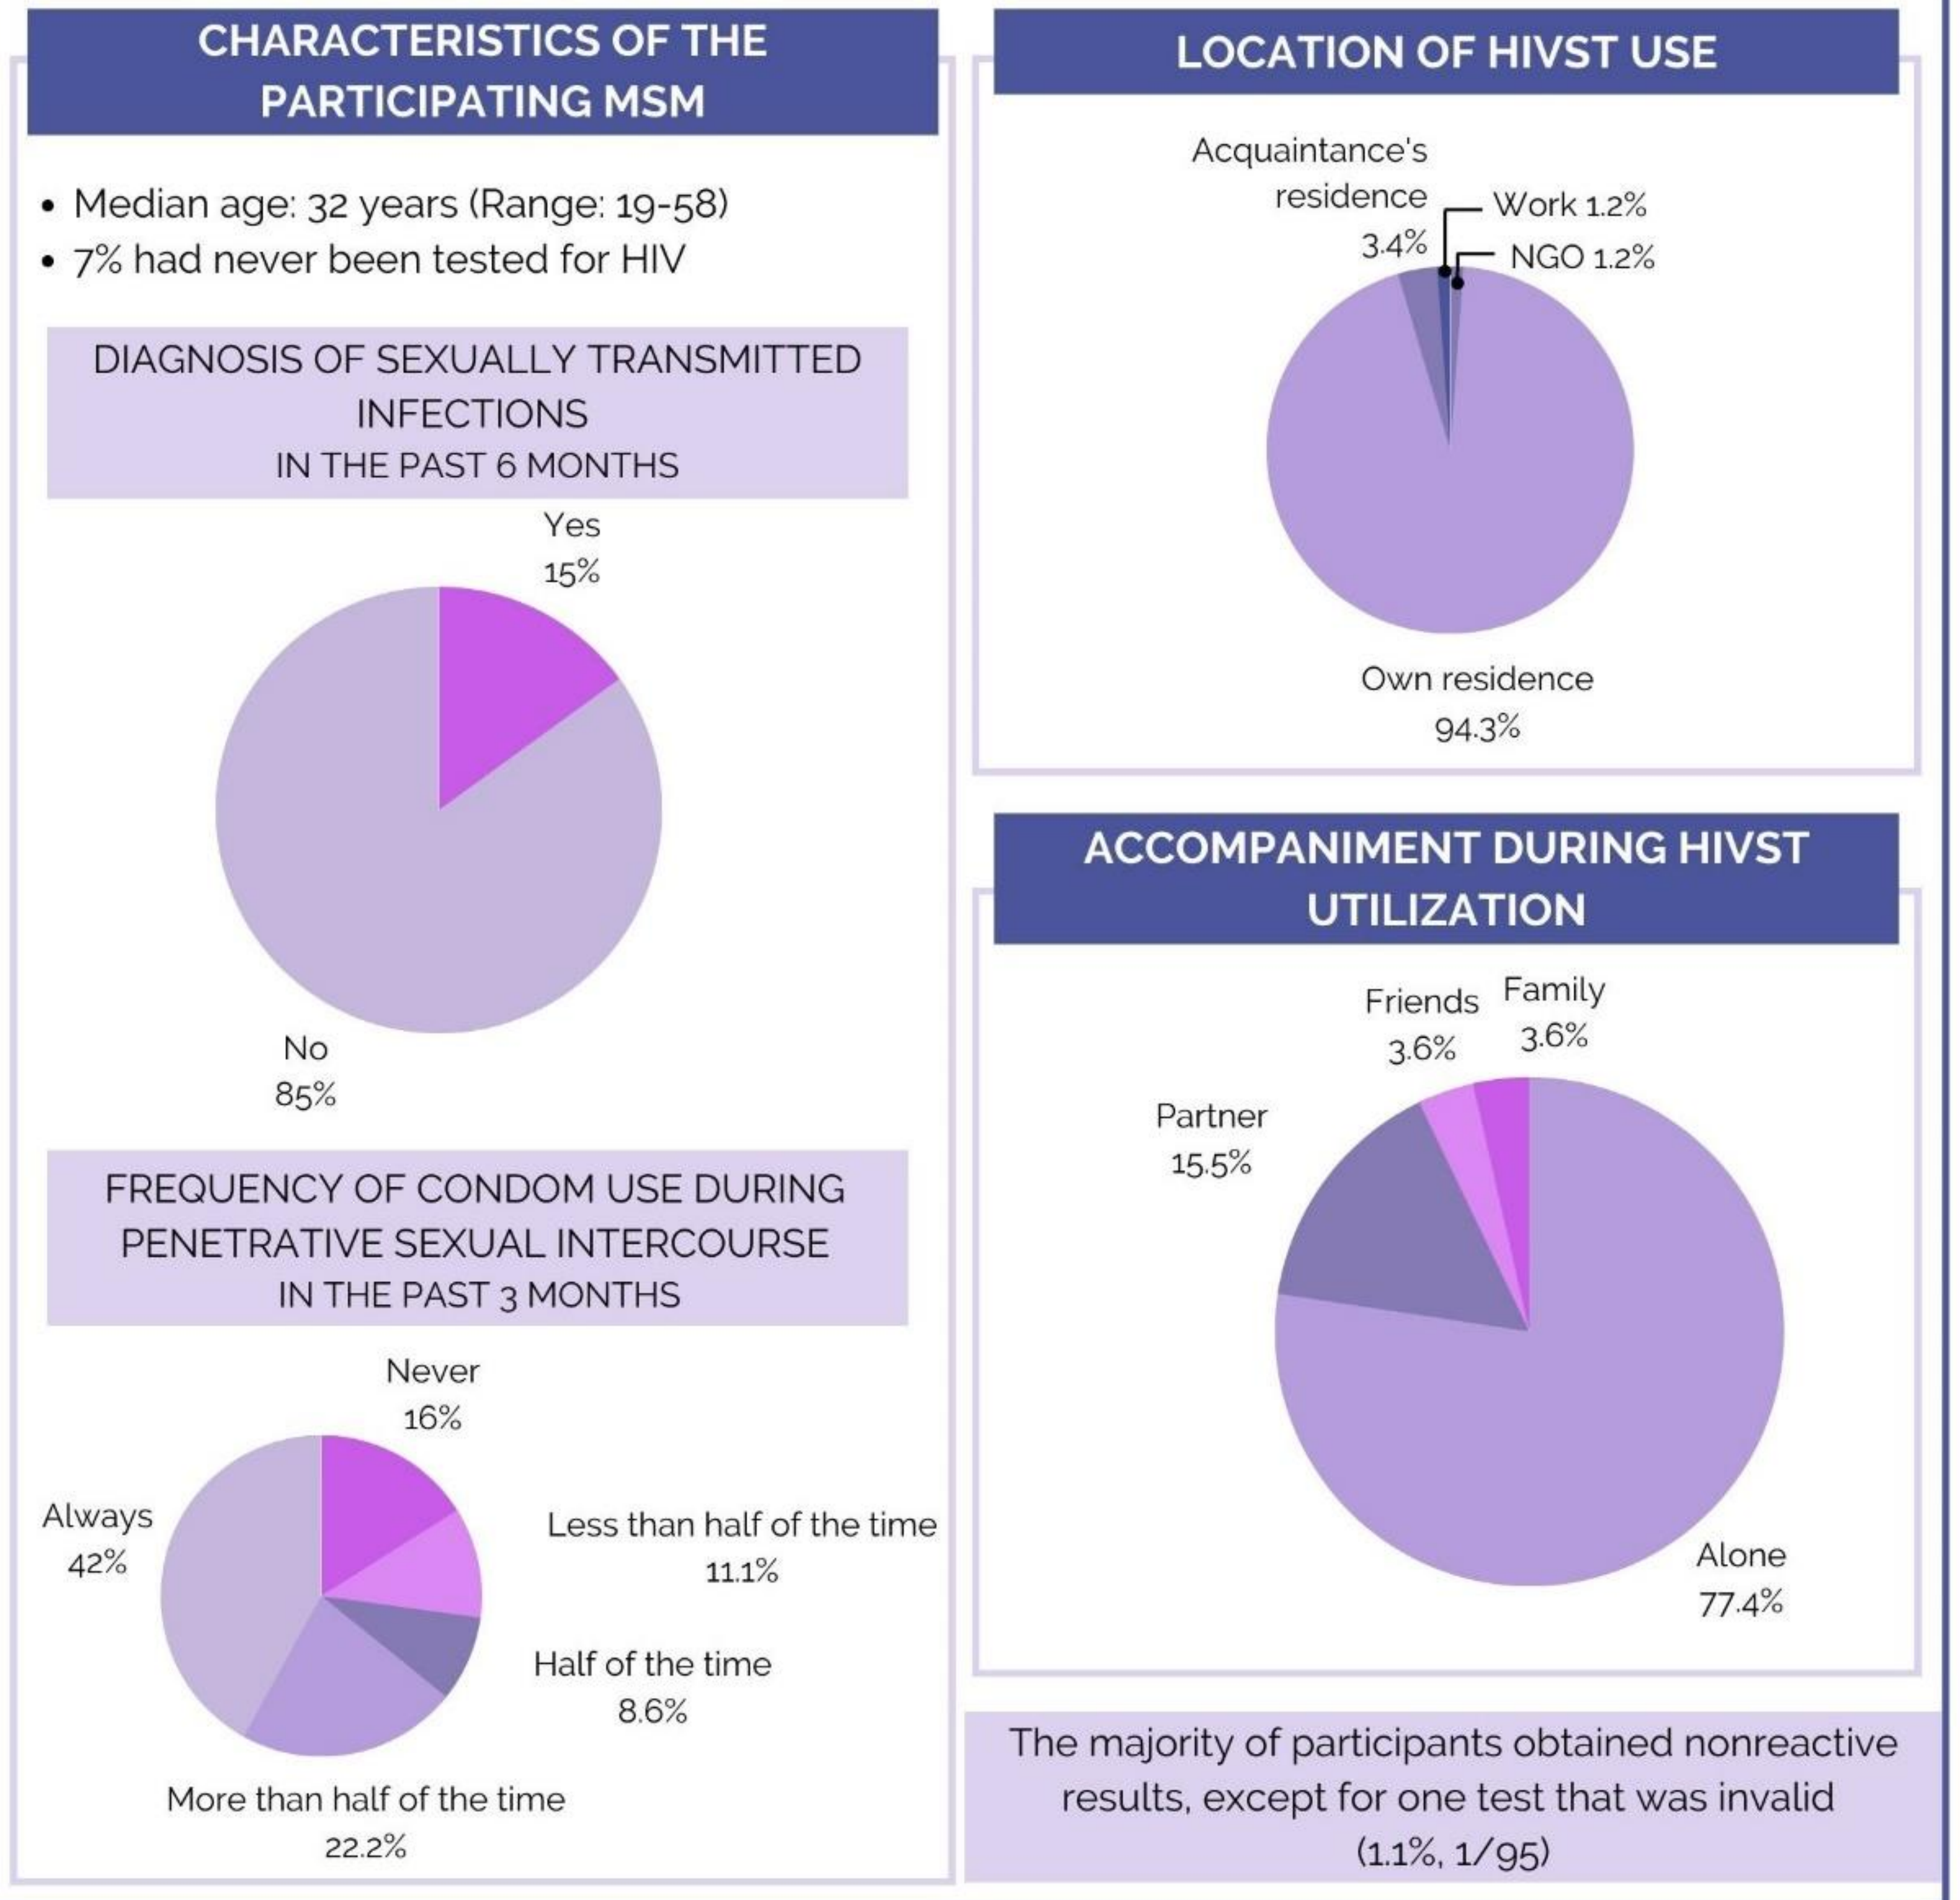 CHARACTERISTICS OF THE
PARTICIPATING MSM
• Median age: 32 years (Range: 19-58)
• 7% had never been tested for HIV
DIAGNOSIS OF SEXUALLY TRANSMITTED
INFECTIONS
IN THE PAST 6 MONTHS
Yes
15%
No
85%
FREQUENCY OF CONDOM USE DURING
PENETRATIVE SEXUAL INTERCOURSE
IN THE PAST 3 MONTHS
Never
16%
Always
42%
Less than half of the time
11.1%
Half of the time
8.6%
More than half of the time
22.2%
LOCATION OF HIVST USE
Acquaintance's
residence
3.4%
Work 1.2%
NGO 1.2%
Own residence
94.3%
ACCOMPANIMENT DURING HIVST
UTILIZATION
Friends
3.6%
Family
3.6%
Partner
15.5%
Alone
77.4%
The majority of participants obtained nonreactive
results, except for one test that was invalid
(1.1%, 1/95)